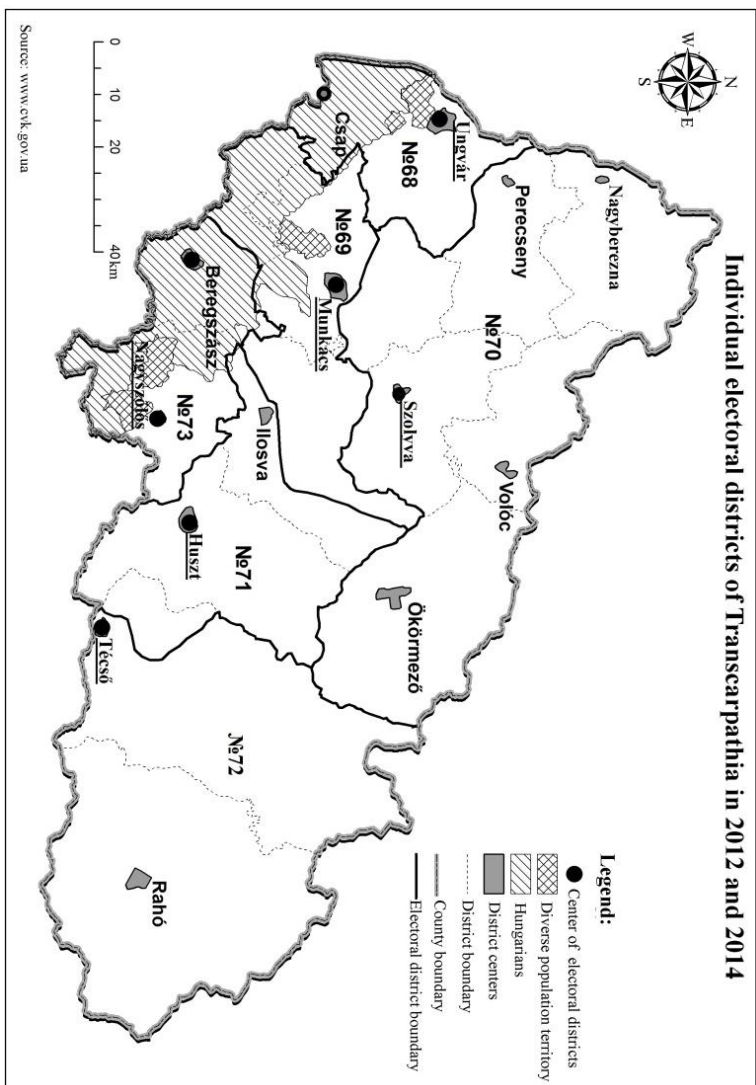 Individual electoral districts of Transcarpathia in 2012 and 2014
N
W
E
S
Nagyberezna
Perecseny
Ungvár
№68
№70
Volóc
Szolyva
Csap
№69
Munkács
Ökörmező
Ilosva
Beregszász
№71
№73
Nagyszőlős
Huszt
Técső
№72
Rahó
Legend:
Center of electoral districts
Diverse population territory
Hungarians
District centers
District boundary
County boundary
Electoral district boundary
0 10 20 40 km
Source: www.cvk.gov.ua